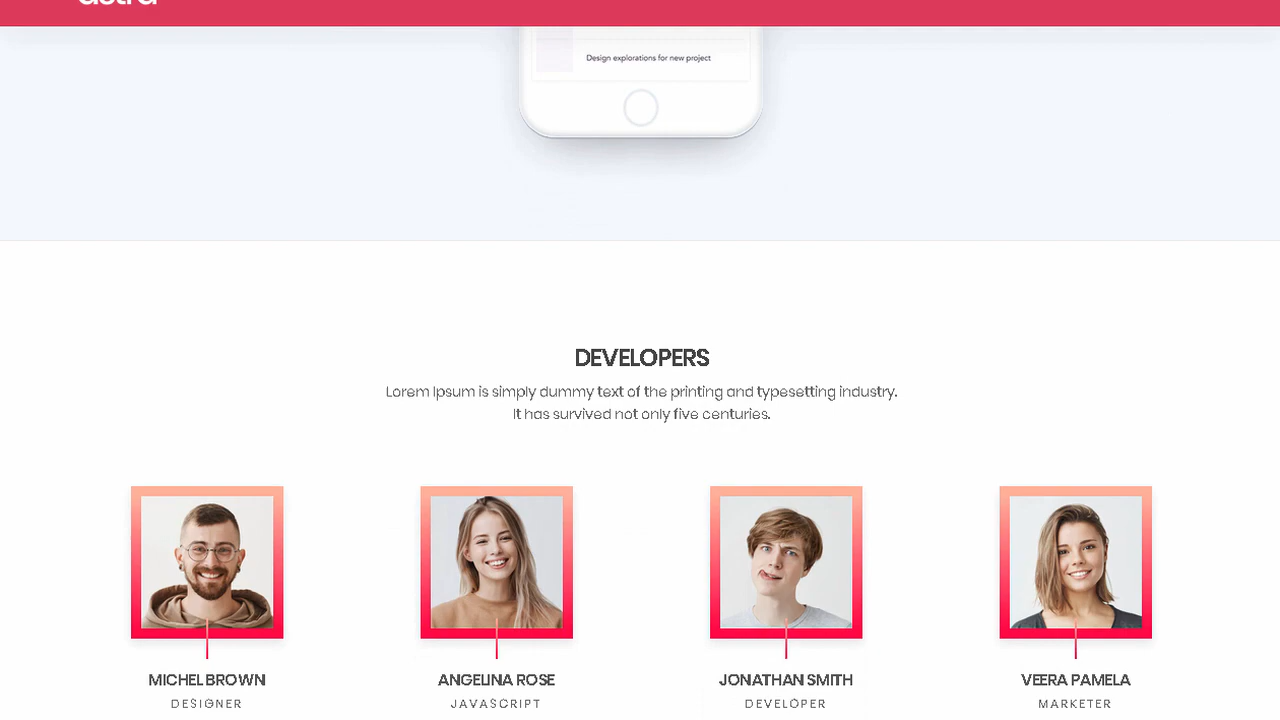 astra
Design explorations for new project
DEVELOPERS
Lorem Ipsum is simply dummy text of the printing and typesetting industry.
It has survived not only five centuries.
MICHEL BROWN
DESIGNER
ANGELINA ROSE
JAVASCRIPT
JONATHAN SMITH
DEVELOPER
VEERA PAMELA
MARKETER